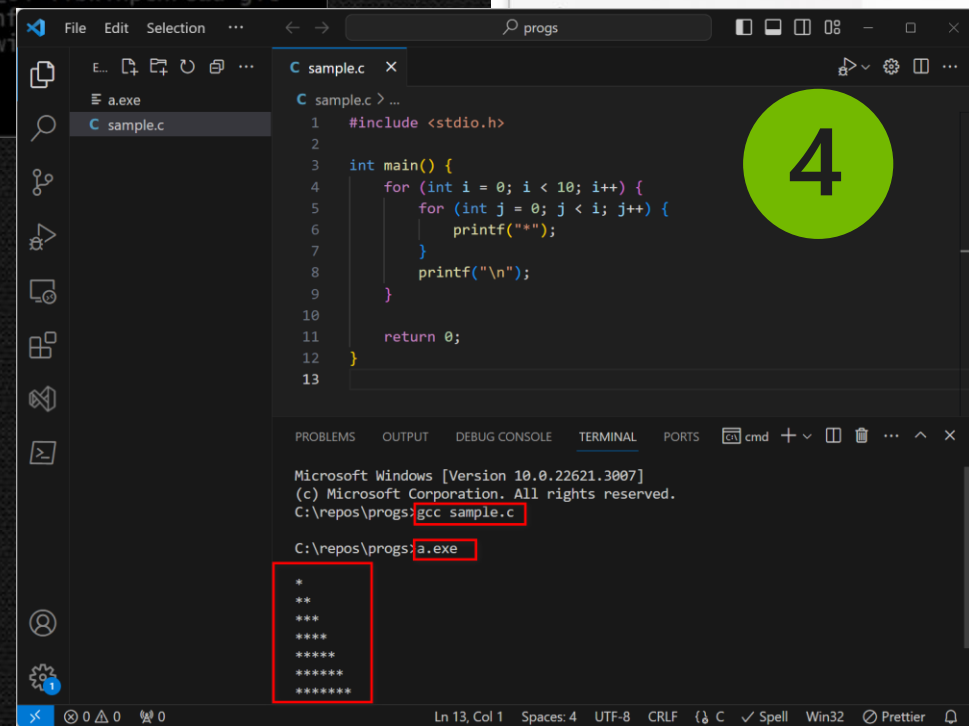 File Edit Selection ··· progs
E... ···
C sample.c
a.exe
C sample.c
C sample.c > ...
4
1 #include <stdio.h>
2
3 int main() {
4 for (int i = 0; i < 10; i++) {
5 for (int j = 0; j < i; j++) {
6 printf("*");
7 }
8 printf("\n");
9 }
10
11 return 0;
12 }
13
PROBLEMS OUTPUT DEBUG CONSOLE TERMINAL PORTS cmd
Microsoft Windows [Version 10.0.22621.3007]
(c) Microsoft Corporation. All rights reserved.
C:\repos\progs>gcc sample.c
C:\repos\progs>a.exe
*
**
***
****
*****
******
*******
1
0 0 0 Ln 13, Col 1 Spaces: 4 UTF-8 CRLF {} C Spell Win32 Prettier